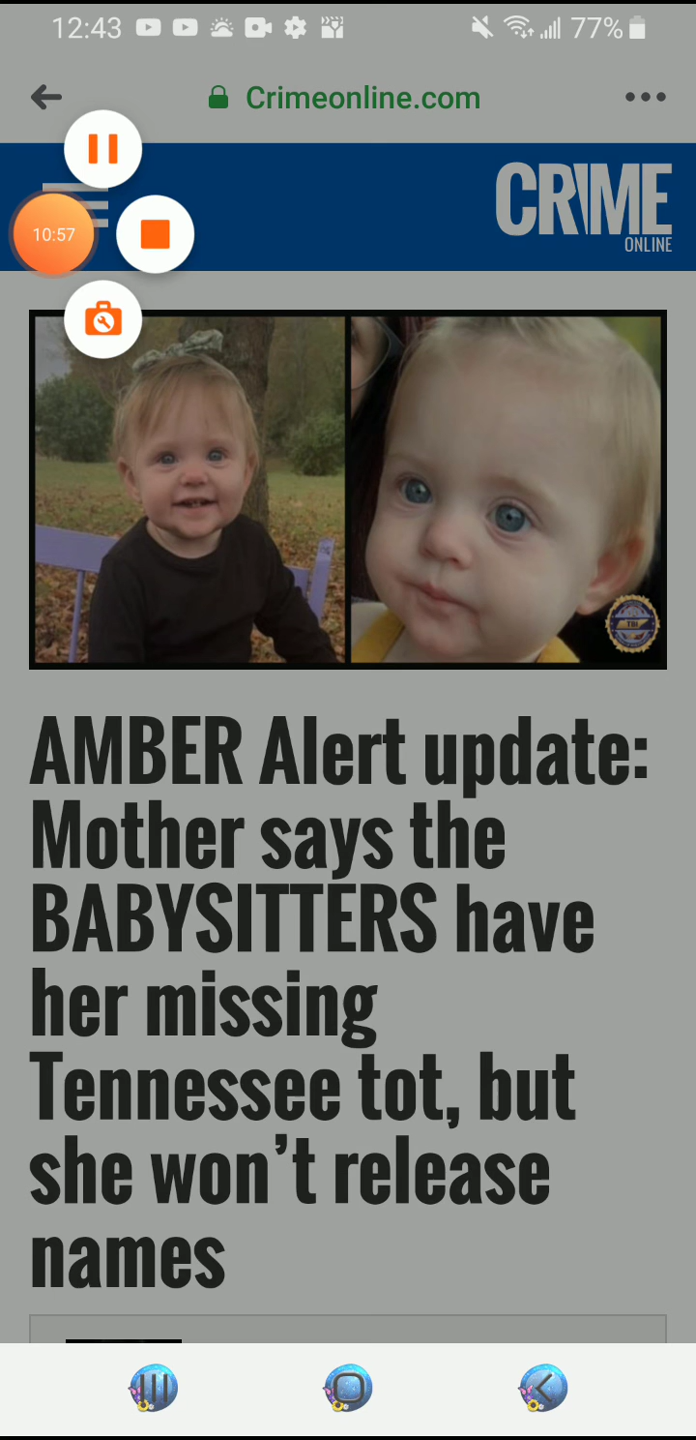 12:43 77%
Crimeonline.com
10:57
CRIME
ONLINE
TBI
AMBER Alert update:
Mother says the
BABYSITTERS have
her missing
Tennessee tot, but
she won’t release
names